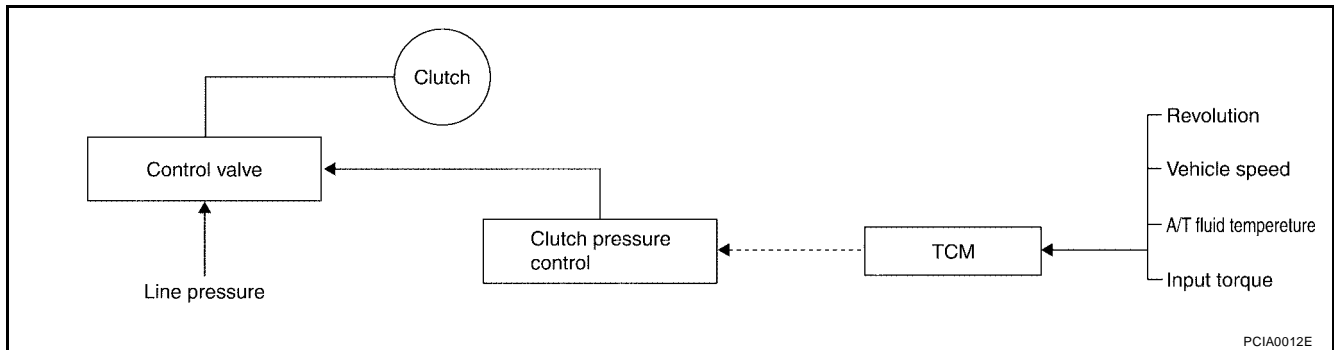 Clutch
Control valve
Line pressure
Clutch pressure
control
TCM
Revolution
Vehicle speed
A/T fluid tempereture
Input torque
PCIA0012E